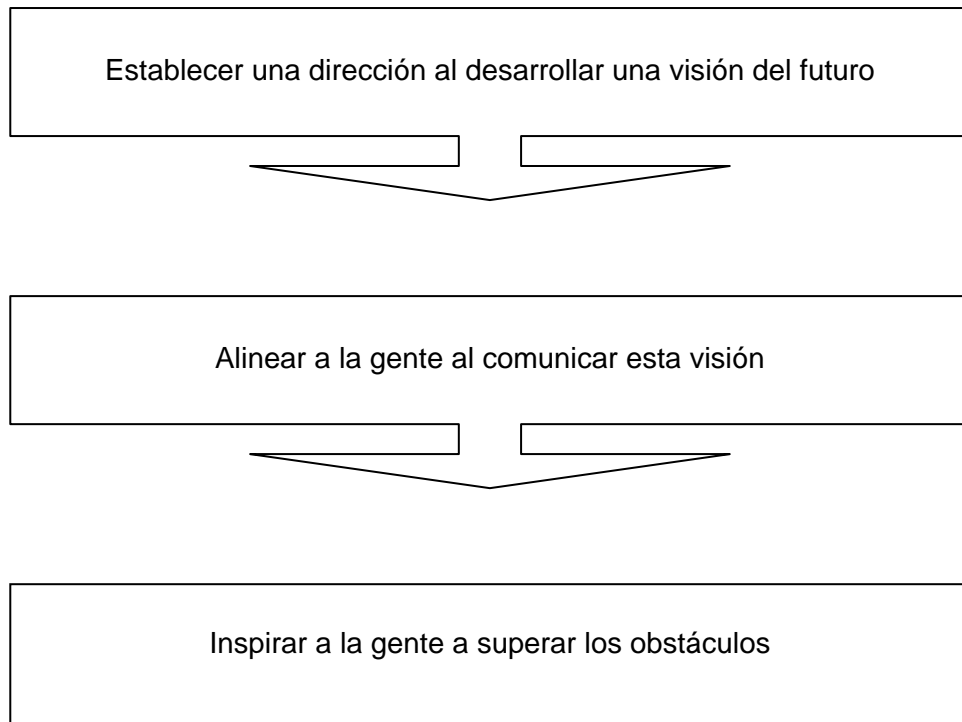 Establecer una dirección al desarrollar una visión del futuro
Alinear a la gente al comunicar esta visión
Inspirar a la gente a superar los obstáculos